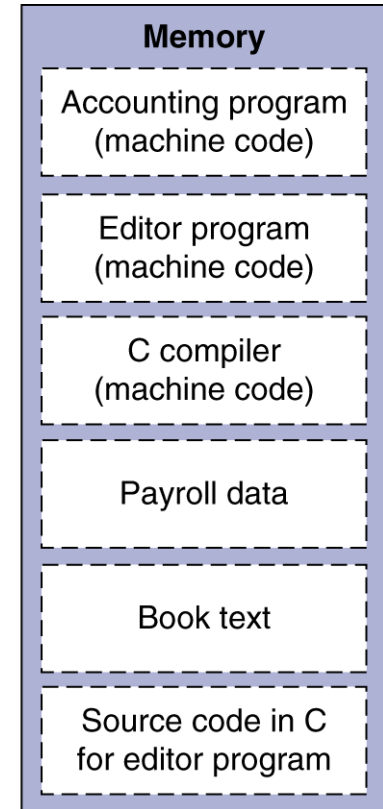 Memory
Accounting program
(machine code)
Editor program
(machine code)
C compiler
(machine code)
Payroll data
Book text
Source code in C
for editor program